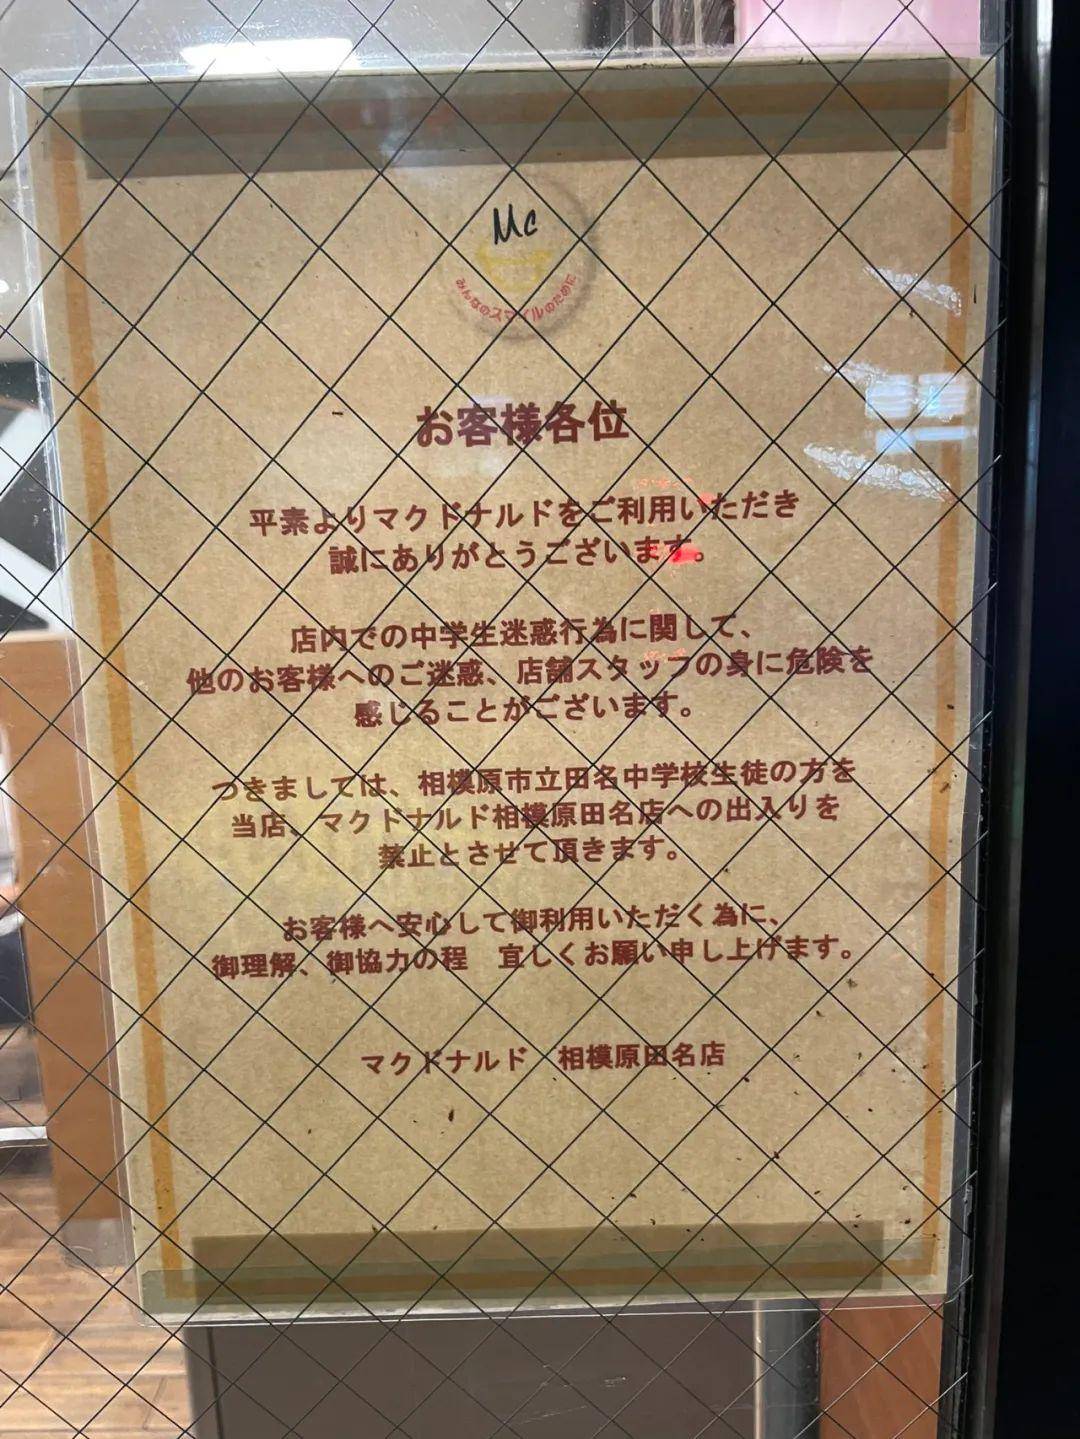 Mc
みんなのスマイルのために
お客様各位
平素よりマクドナルドをご利用いただき
誠にありがとうございます。
店内での中学生迷惑行為に関して、
他のお客様へのご迷惑、店舗スタッフの身に危険を
感じることがございます。
つきましては、相模原市立田名中学校生徒の方を
当店、マクドナルド相模原田名店への出入りを
禁止とさせて頂きます。
お客様へ安心して御利用いただく為に、
御理解、御協力の程　宜しくお願い申し上げます。
マクドナルド　相模原田名店